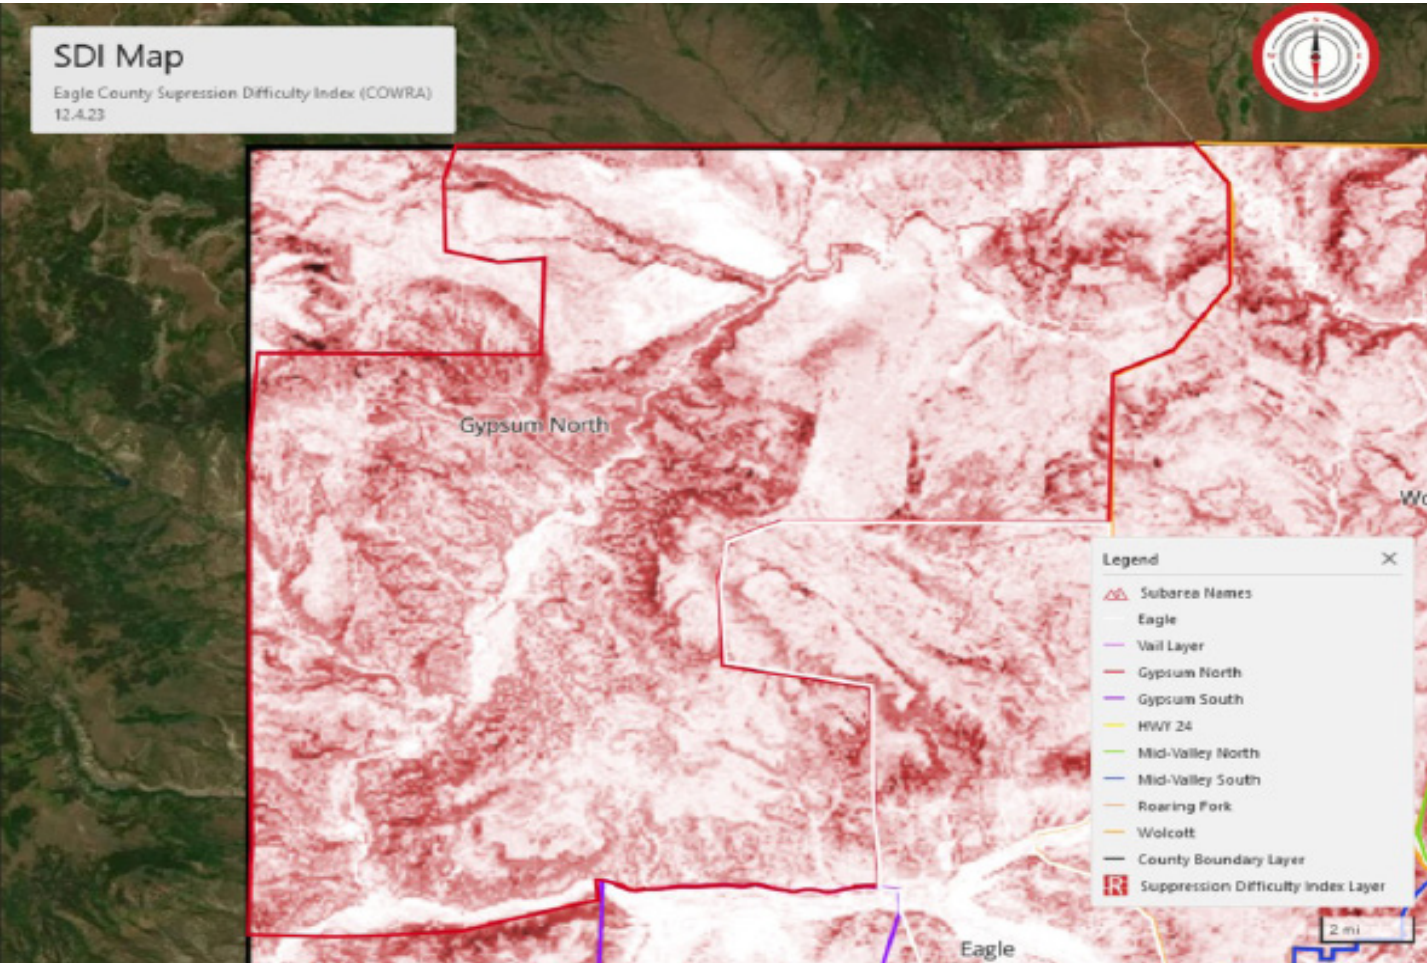 SDI Map
Eagle County Supression Difficulty Index (COWRA)
12.4.23
Gypsum North
Wo
Legend
Subarea Names
Eagle
Vail Layer
Gypsum North
Gypsum South
HWY 24
Mid-Valley North
Mid-Valley South
Roaring Fork
Wolcott
County Boundary Layer
R Suppression Difficulty Index Layer
2 mi
Eagle